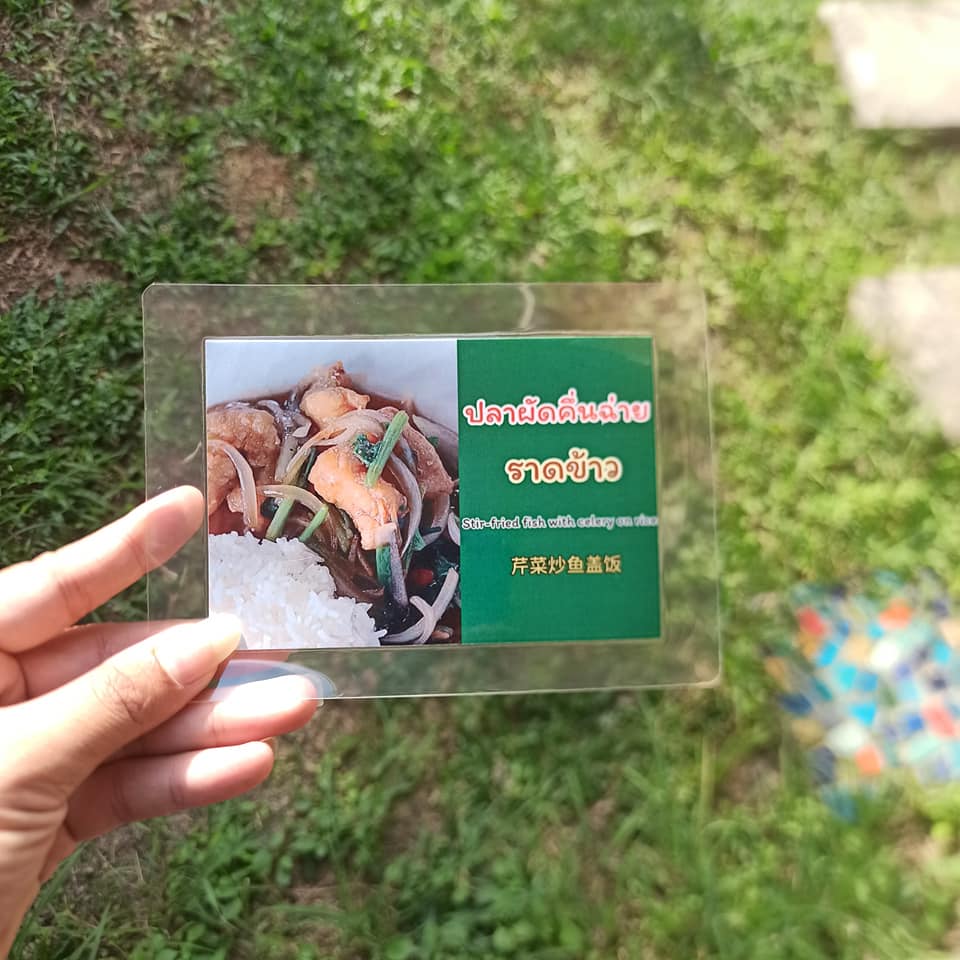 ปลาผัดคื่นฉ่าย
ราดข้าว
Stir-fried fish with celery on rice
芹菜炒鱼盖饭